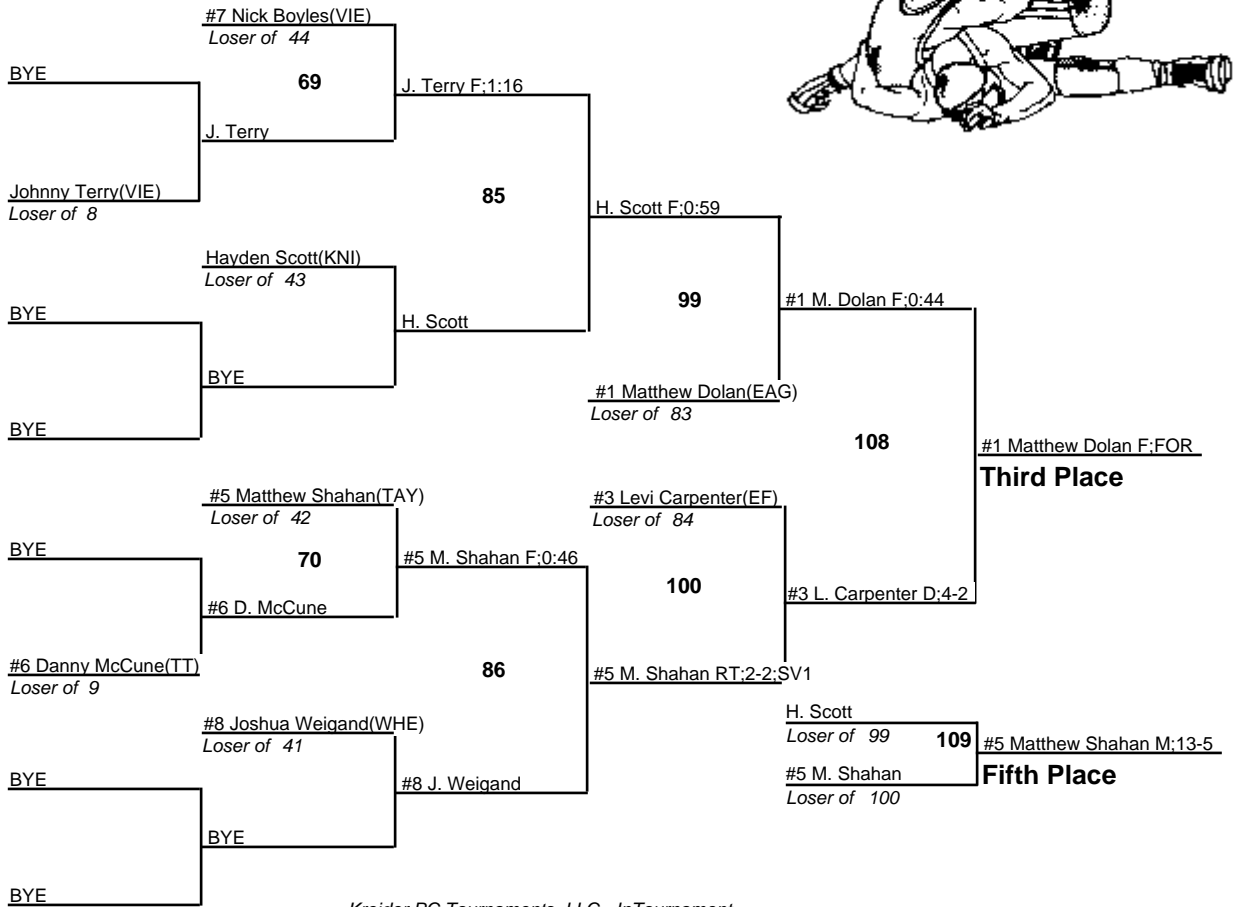 #7 Nick Boyles(VIE)
Loser of 44
BYE
69
J. Terry F;1:16
J. Terry
Johnny Terry(VIE)
Loser of 8
85
H. Scott F;0:59
Hayden Scott(KNI)
Loser of 43
99
#1 M. Dolan F;0:44
BYE
H. Scott
BYE
#1 Matthew Dolan(EAG)
Loser of 83
BYE
108
#1 Matthew Dolan F;FOR
Third Place
#5 Matthew Shahan(TAY)
Loser of 42
#3 Levi Carpenter(EF)
Loser of 84
BYE
70
#5 M. Shahan F;0:46
100
#3 L. Carpenter D;4-2
#6 D. McCune
#6 Danny McCune(TT)
Loser of 9
86
#5 M. Shahan RT;2-2;SV1
#8 Joshua Weigand(WHE)
Loser of 41
H. Scott
Loser of 99
109
#5 Matthew Shahan M;13-5
Fifth Place
BYE
#8 J. Weigand
#5 M. Shahan
Loser of 100
BYE
BYE